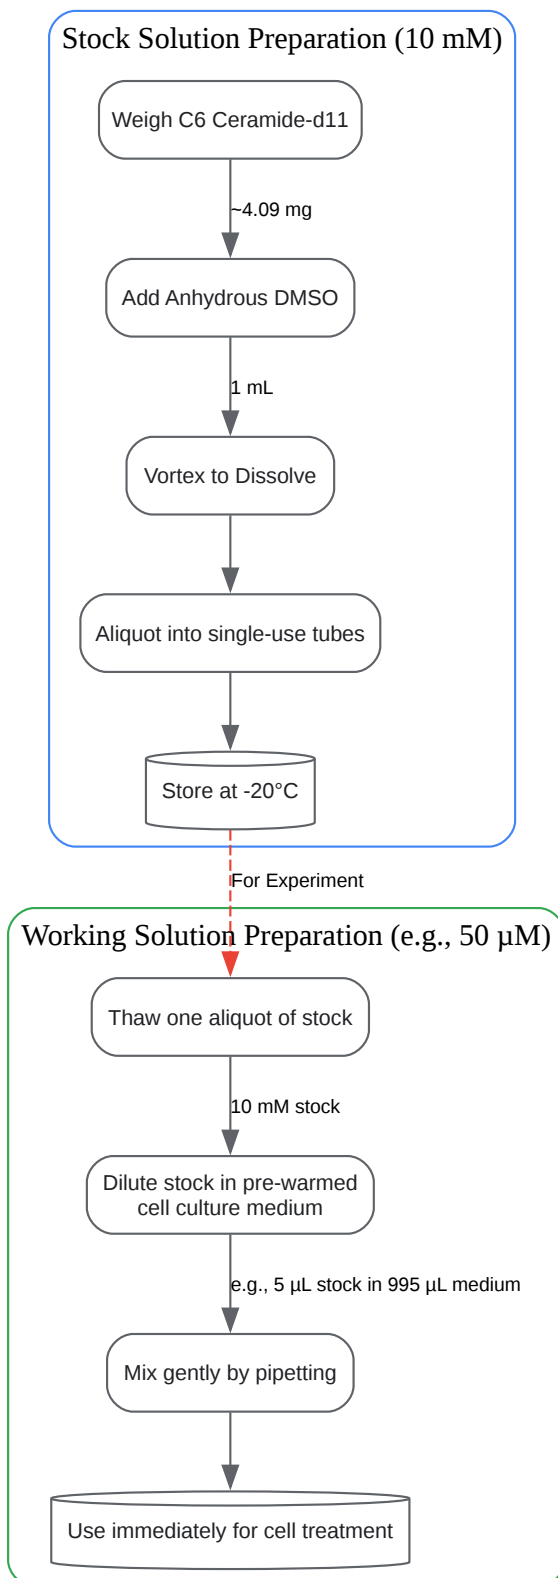 Stock Solution Preparation (10 mM)
Weigh C6 Ceramide-d11
~4.09 mg
Add Anhydrous DMSO
1 mL
Vortex to Dissolve
Aliquot into single-use tubes
Store at -20°C
For Experiment
Working Solution Preparation (e.g., 50 µM)
Thaw one aliquot of stock
10 mM stock
Dilute stock in pre-warmed
cell culture medium
e.g., 5 µL stock in 995 µL medium
Mix gently by pipetting
Use immediately for cell treatment